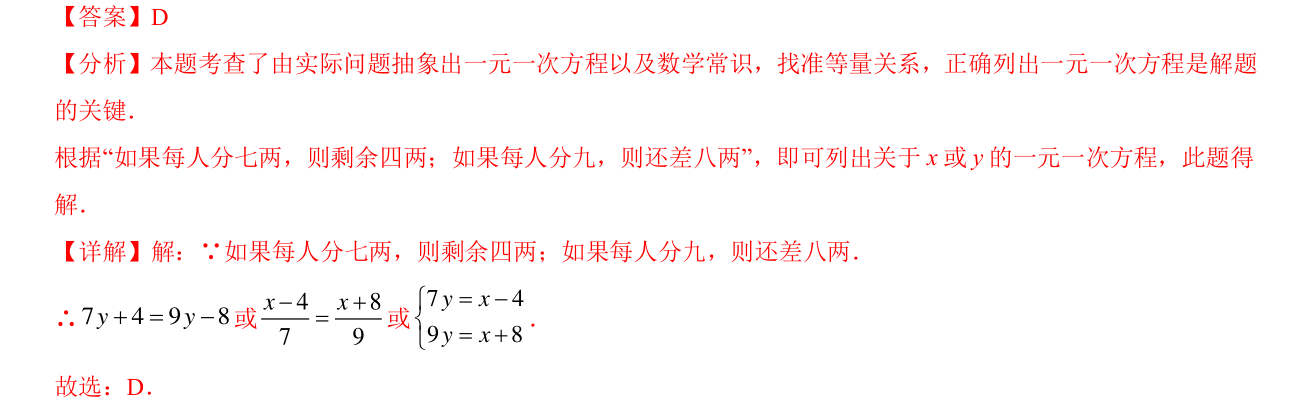 【答案】D
【分析】本题考查了由实际问题抽象出一元一次方程以及数学常识，找准等量关系，正确列出一元一次方程是解题
的关键．
根据“如果每人分七两，则剩余四两；如果每人分九，则还差八两”，即可列出关于 x 或 y 的一元一次方程，此题得
解．
【详解】解：∵如果每人分七两，则剩余四两；如果每人分九，则还差八两．
∴ 7y+4=9y−8 或 \frac{x-4}{7}=\frac{x+8}{9} 或 \begin{cases}7y=x-4\\9y=x+8\end{cases}．
故选：D．